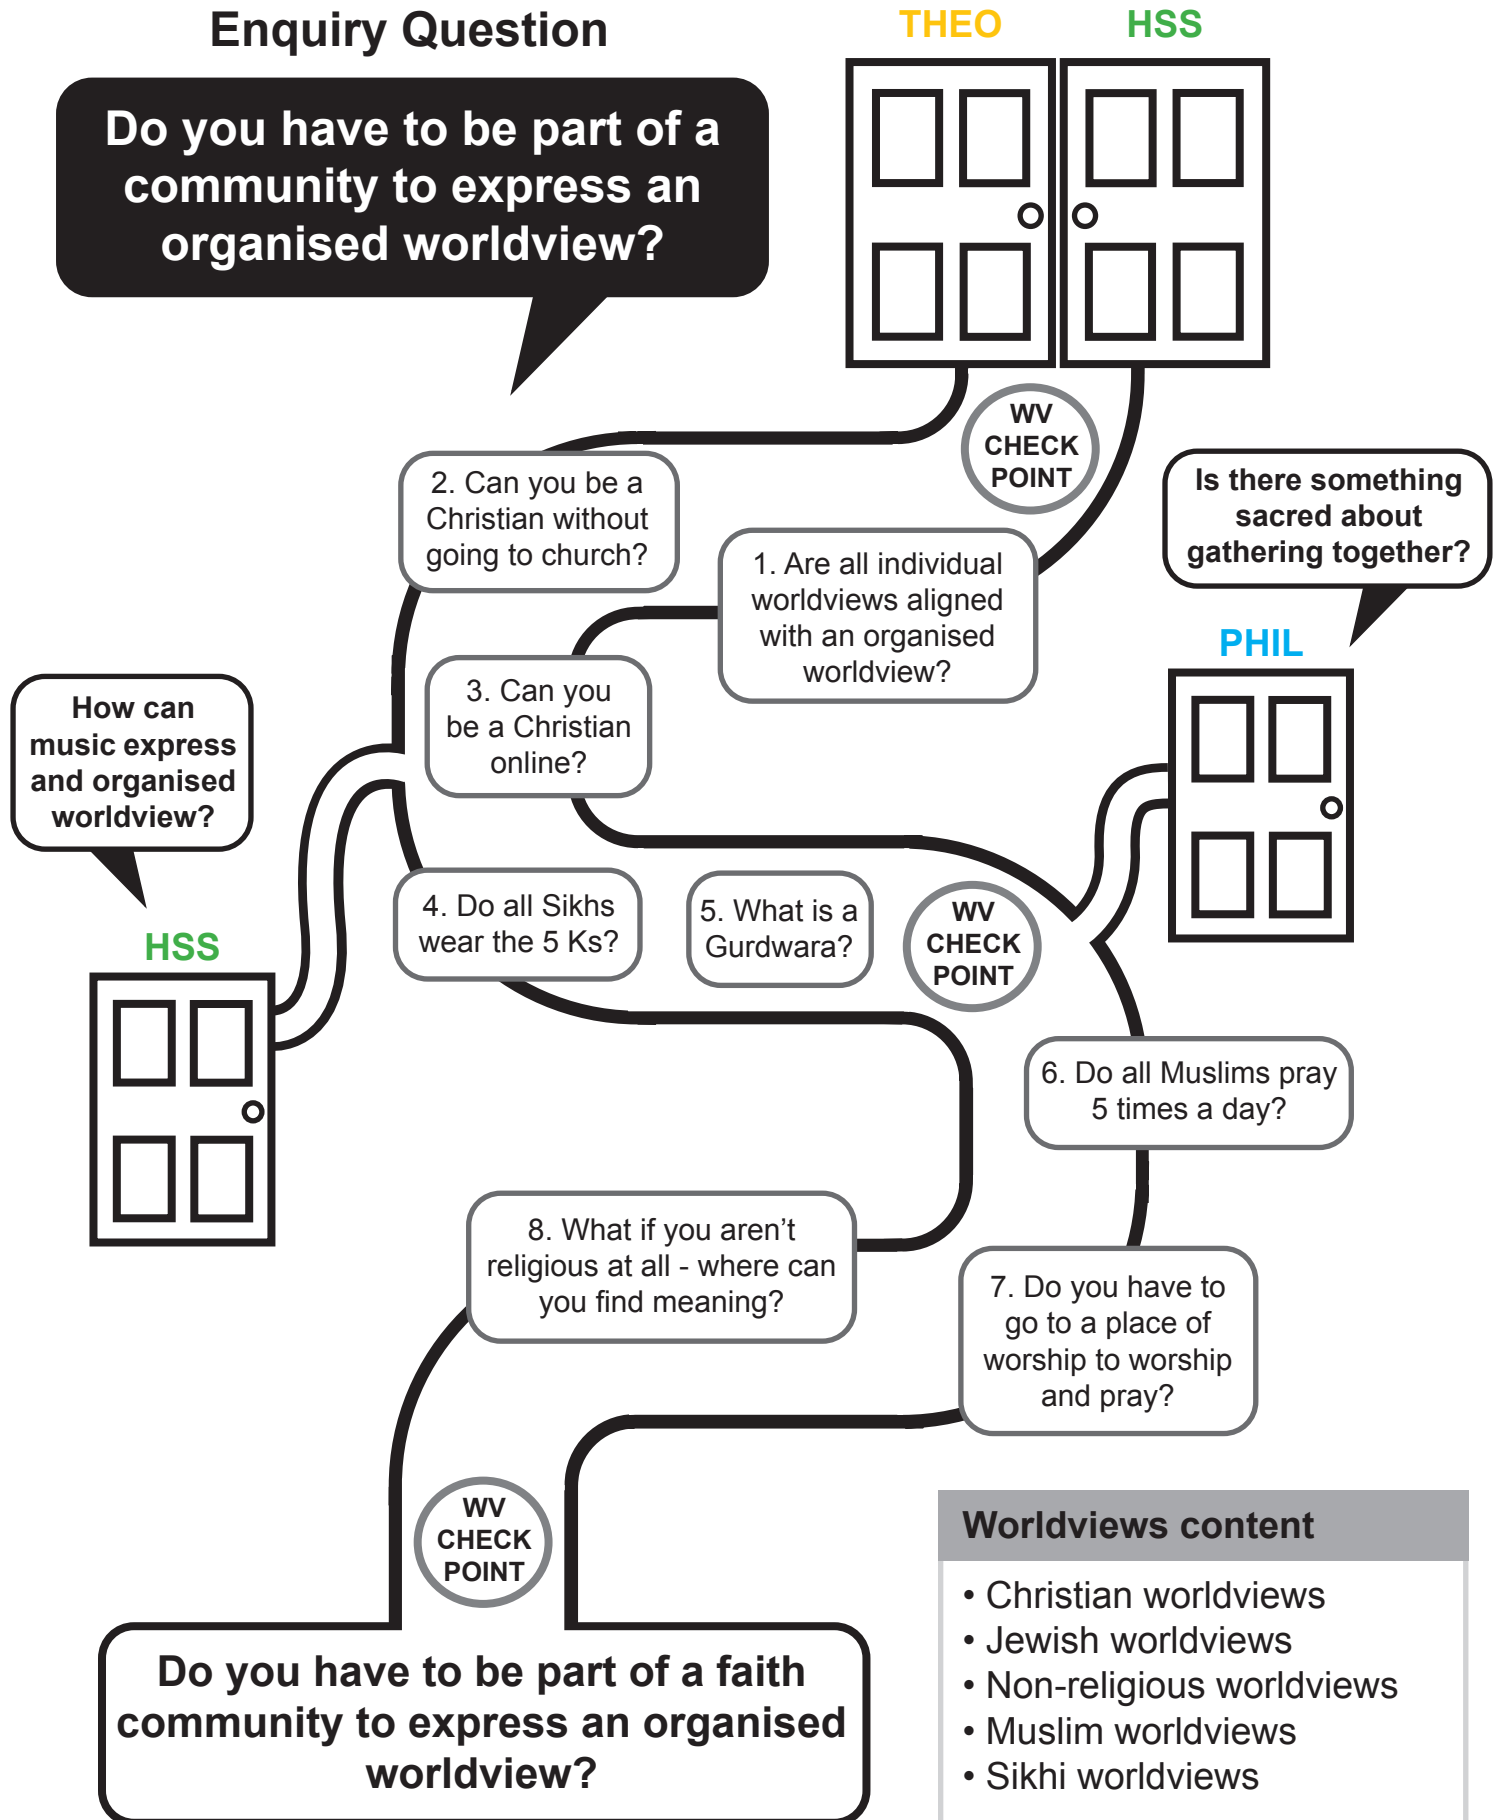 Enquiry Question
Do you have to be part of a
community to express an
organised worldview?
THEO
HSS
WV
CHECK
POINT
1. Are all individual
worldviews aligned
with an organised
worldview?
2. Can you be a
Christian without
going to church?
Is there something
sacred about
gathering together?
PHIL
3. Can you
be a Christian
online?
How can
music express
and organised
worldview?
HSS
4. Do all Sikhs
wear the 5 Ks?
5. What is a
Gurdwara?
WV
CHECK
POINT
6. Do all Muslims pray
5 times a day?
7. Do you have to
go to a place of
worship to worship
and pray?
8. What if you aren't
religious at all - where can
you find meaning?
WV
CHECK
POINT
Do you have to be part of a faith
community to express an organised
worldview?
Worldviews content
• Christian worldviews
• Jewish worldviews
• Non-religious worldviews
• Muslim worldviews
• Sikhi worldviews